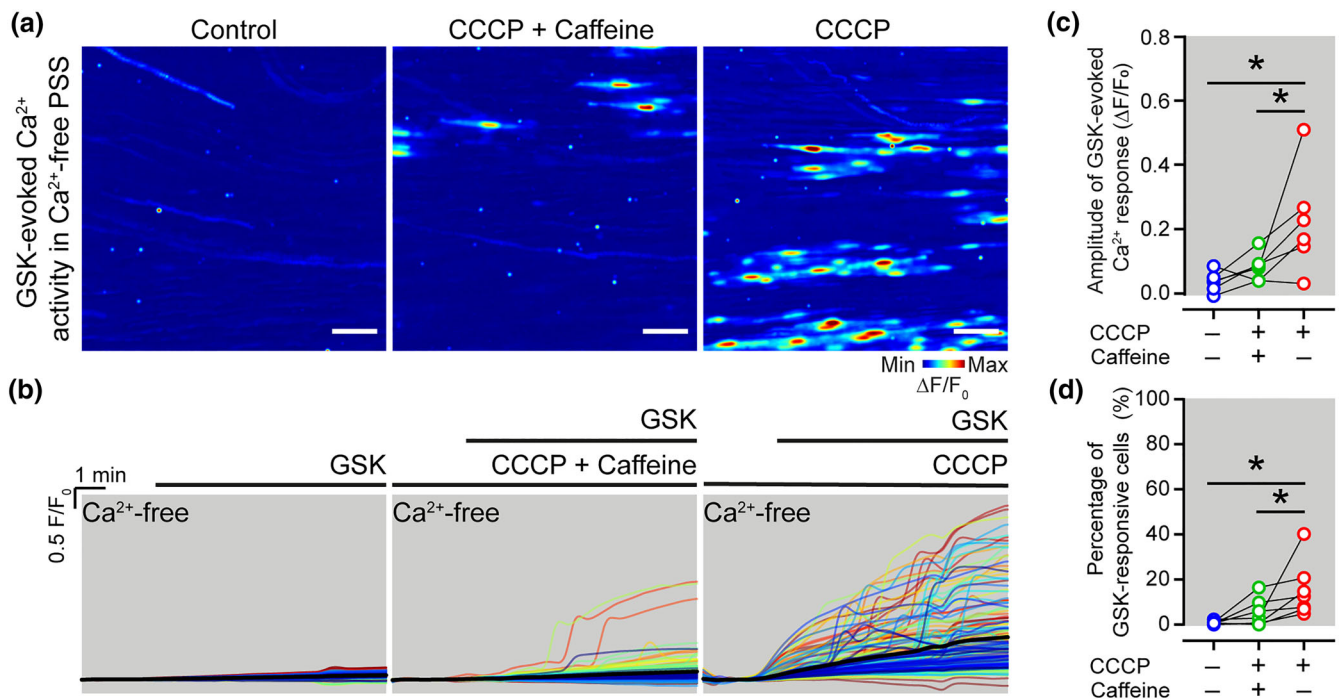 (a)
Control
CCCP + Caffeine
CCCP
GSK-evoked Ca²⁺
activity in Ca²⁺-free PSS
Min Max
ΔF/F₀
(b)
GSK
GSK
1 min
GSK
CCCP + Caffeine
CCCP
0.5 F/F₀
Ca²⁺-free
Ca²⁺-free
Ca²⁺-free
(c)
Amplitude of GSK-evoked
Ca²⁺ response (ΔF/F₀)
0.8
0.6
0.4
0.2
0.0
*
*
CCCP – + +
Caffeine – + –
(d)
Percentage of
GSK-responsive cells (%)
100
80
60
40
20
0
*
*
CCCP – + +
Caffeine – + –